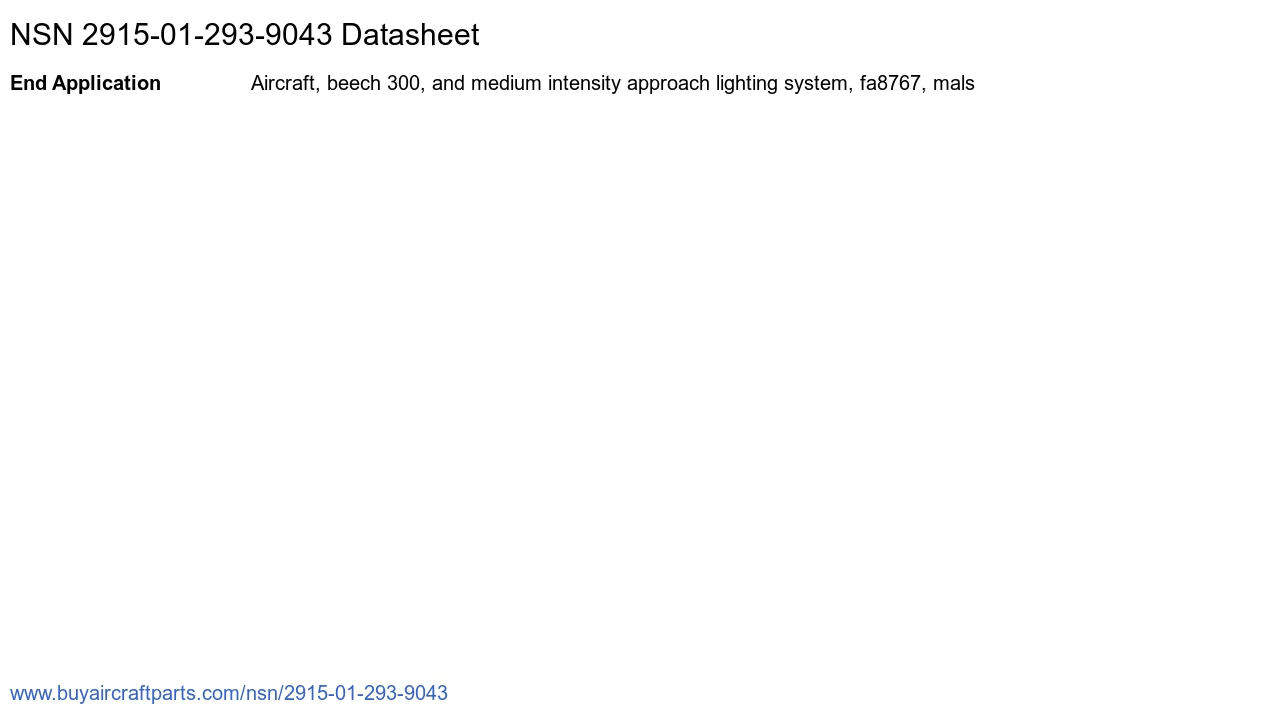 NSN 2915-01-293-9043 Datasheet
End Application Aircraft, beech 300, and medium intensity approach lighting system, fa8767, mals
www.buyaircraftparts.com/nsn/2915-01-293-9043